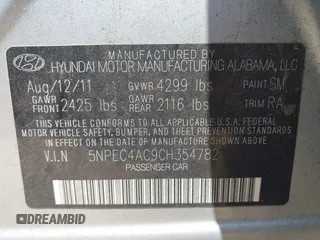 MANUFACTURED BY
HYUNDAI MOTOR MANUFACTURING ALABAMA, LLC
Aug/12/11 GVWR 4299 lbs PAINT SM
GAWR FRONT 2425 lbs GAWR REAR 2116 lbs TRIM RA
THIS VEHICLE CONFORMS TO ALL APPLICABLE
FEDERAL MOTOR VEHICLE SAFETY, BUMPER, AND THEFT
PREVENTION STANDARDS IN EFFECT ON THE DATE OF
MANUFACTURE SHOWN ABOVE.
V.I.N 5NPEC4AC9CH354782
PASSENGER CAR
DREAMBID